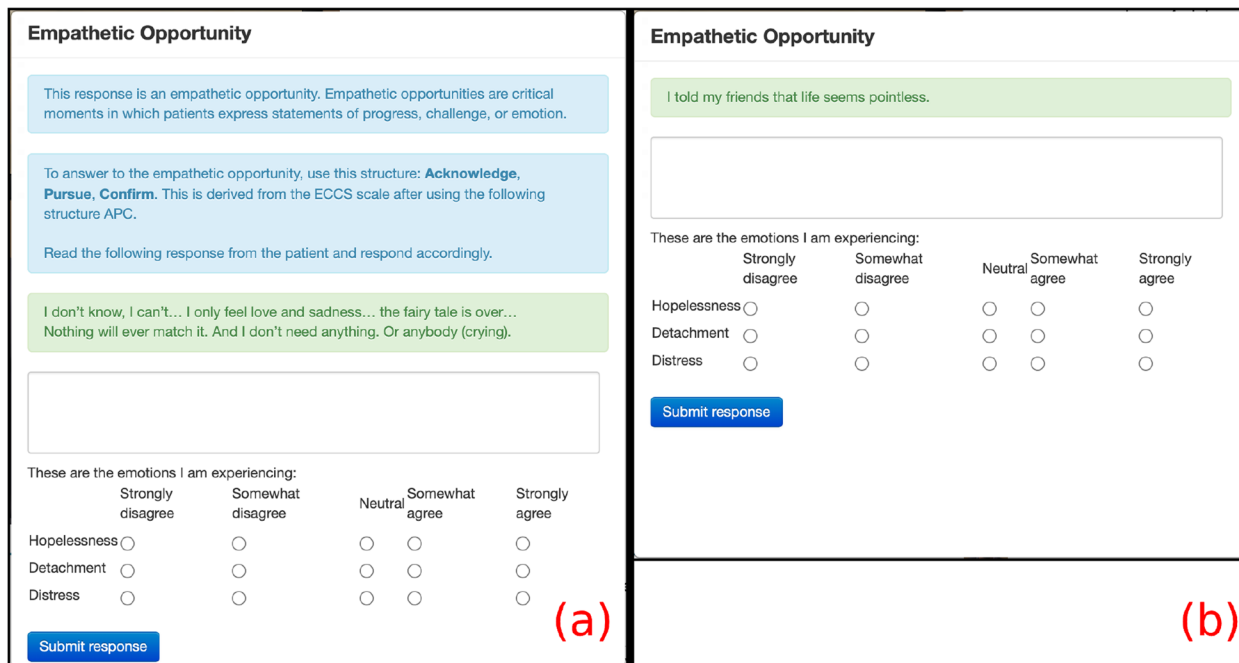 Empathetic Opportunity
This response is an empathetic opportunity. Empathetic opportunities are critical
moments in which patients express statements of progress, challenge, or emotion.
To answer to the empathetic opportunity, use this structure: Acknowledge,
Pursue, Confirm. This is derived from the ECCS scale after using the following
structure APC.
Read the following response from the patient and respond accordingly.
I don't know, I can't... I only feel love and sadness... the fairy tale is over...
Nothing will ever match it. And I don't need anything. Or anybody (crying).
These are the emotions I am experiencing:
Strongly disagree Somewhat disagree Neutral Somewhat agree Strongly agree
Hopelessness
Detachment
Distress
Submit response
(a)
Empathetic Opportunity
I told my friends that life seems pointless.
These are the emotions I am experiencing:
Strongly disagree Somewhat disagree Neutral Somewhat agree Strongly agree
Hopelessness
Detachment
Distress
Submit response
(b)